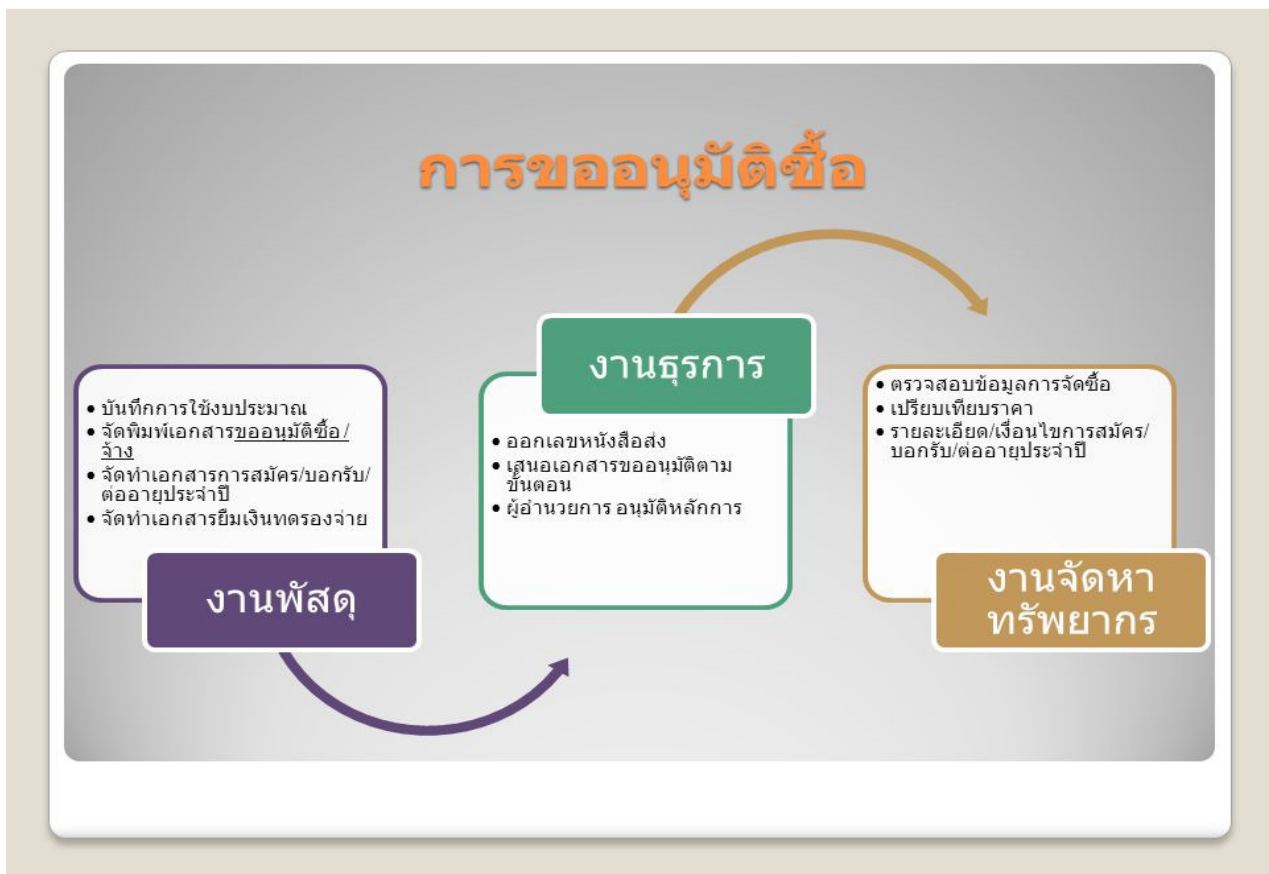 การขออนุมัติซื้อ
• บันทึกการใช้งบประมาณ
• จัดพิมพ์เอกสารขออนุมัติซื้อ/
จ้าง
• จัดทำเอกสารการสมัคร/บอกรับ/
ต่ออายุประจำปี
• จัดทำเอกสารยืมเงินทดรองจ่าย
งานพัสดุ
งานธุรการ
• ออกเลขหนังสือส่ง
• เสนอเอกสารขออนุมัติตาม
ขั้นตอน
• ผู้อำนวยการ อนุมัติหลักการ
• ตรวจสอบข้อมูลการจัดซื้อ
• เปรียบเทียบราคา
• รายละเอียด/เงื่อนไขการสมัคร/
บอกรับ/ต่ออายุประจำปี
งานจัดหา
ทรัพยากร